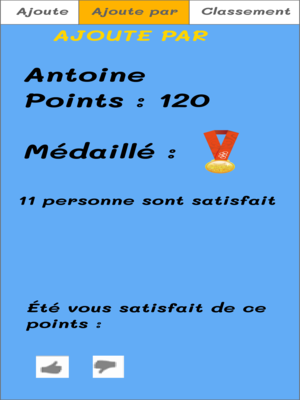 Ajoute Ajoute par Classement
AJOUTE PAR
Antoine
Points : 120
Médaillé :
11 personne sont satisfait
Été vous satisfait de ce
points :